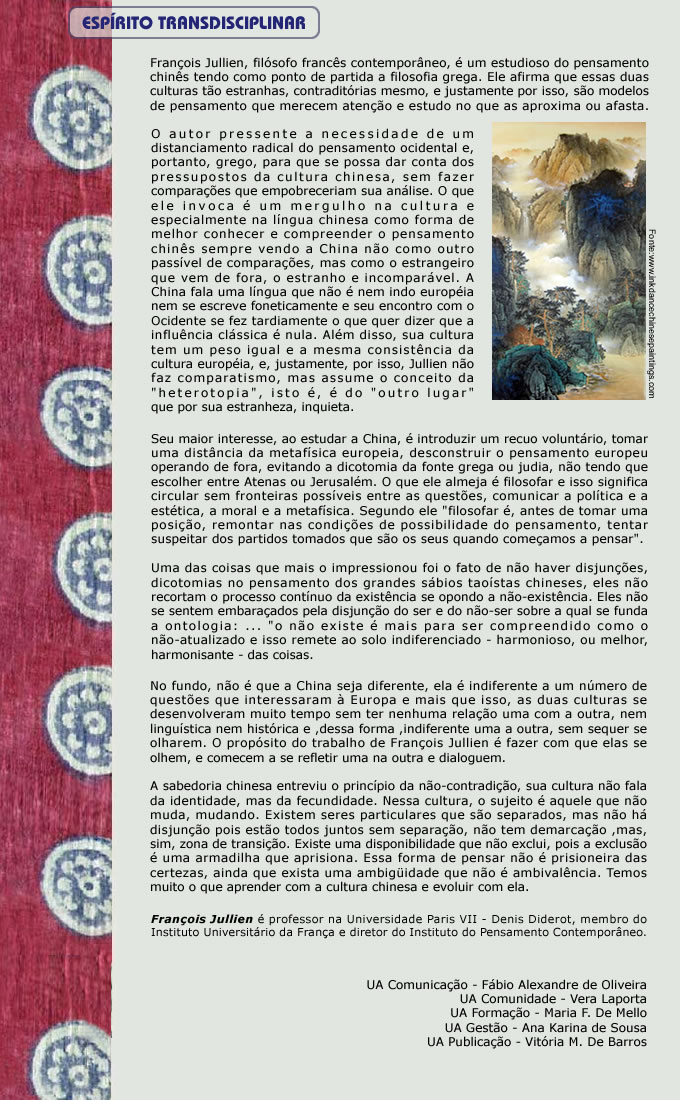 ESPÍRITO TRANSDISCIPLINAR
François Jullien, filósofo francês contemporâneo, é um estudioso do pensamento
chinês tendo como ponto de partida a filosofia grega. Ele afirma que essas duas
culturas tão estranhas, contraditórias mesmo, e justamente por isso, são modelos
de pensamento que merecem atenção e estudo no que as aproxima ou afasta.
O autor pressente a necessidade de um
distanciamento radical do pensamento ocidental e,
portanto, grego, para que se possa dar conta dos
pressupostos da cultura chinesa, sem fazer
comparações que empobreceriam sua análise. O que
ele invoca é um mergulho na cultura e
especialmente na língua chinesa como forma de
melhor conhecer e compreender o pensamento
chinês sempre vendo a China não como outro
passível de comparações, mas como o estrangeiro
que vem de fora, o estranho e incomparável. A
China fala uma língua que não é nem indo européia
nem se escreve foneticamente e seu encontro com o
Ocidente se fez tardiamente o que quer dizer que a
influência clássica é nula. Além disso, sua cultura
tem um peso igual e a mesma consistência da
cultura européia, e, justamente, por isso, Jullien não
faz comparatismo, mas assume o conceito da
"heterotopia", isto é, é do "outro lugar"
que por sua estranheza, inquieta.
Fonte:www.inkdancechinesepaintings.com
Seu maior interesse, ao estudar a China, é introduzir um recuo voluntário, tomar
uma distância da metafísica europeia, desconstruir o pensamento europeu
operando de fora, evitando a dicotomia da fonte grega ou judia, não tendo que
escolher entre Atenas ou Jerusalém. O que ele almeja é filosofar e isso significa
circular sem fronteiras possíveis entre as questões, comunicar a política e a
estética, a moral e a metafísica. Segundo ele "filosofar é, antes de tomar uma
posição, remontar nas condições de possibilidade do pensamento, tentar
suspeitar dos partidos tomados que são os seus quando começamos a pensar".
Uma das coisas que mais o impressionou foi o fato de não haver disjunções,
dicotomias no pensamento dos grandes sábios taoístas chineses, eles não
recortam o processo contínuo da existência se opondo a não-existência. Eles não
se sentem embaraçados pela disjunção do ser e do não-ser sobre a qual se funda
a ontologia: ... "o não existe é mais para ser compreendido como o
não-atualizado e isso remete ao solo indiferenciado - harmonioso, ou melhor,
harmonisante - das coisas.
No fundo, não é que a China seja diferente, ela é indiferente a um número de
questões que interessaram à Europa e mais que isso, as duas culturas se
desenvolveram muito tempo sem ter nenhuma relação uma com a outra, nem
linguística nem histórica e ,dessa forma ,indiferente uma a outra, sem sequer se
olharem. O propósito do trabalho de François Jullien é fazer com que elas se
olhem, e comecem a se refletir uma na outra e dialoguem.
A sabedoria chinesa entreviu o princípio da não-contradição, sua cultura não fala
da identidade, mas da fecundidade. Nessa cultura, o sujeito é aquele que não
muda, mudando. Existem seres particulares que são separados, mas não há
disjunção pois estão todos juntos sem separação, não tem demarcação ,mas,
sim, zona de transição. Existe uma disponibilidade que não exclui, pois a exclusão
é uma armadilha que aprisiona. Essa forma de pensar não é prisioneira das
certezas, ainda que exista uma ambigüidade que não é ambivalência. Temos
muito o que aprender com a cultura chinesa e evoluir com ela.
François Jullien é professor na Universidade Paris VII - Denis Diderot, membro do
Instituto Universitário da França e diretor do Instituto do Pensamento Contemporâneo.
UA Comunicação - Fábio Alexandre de Oliveira
UA Comunidade - Vera Laporta
UA Formação - Maria F. De Mello
UA Gestão - Ana Karina de Sousa
UA Publicação - Vitória M. De Barros